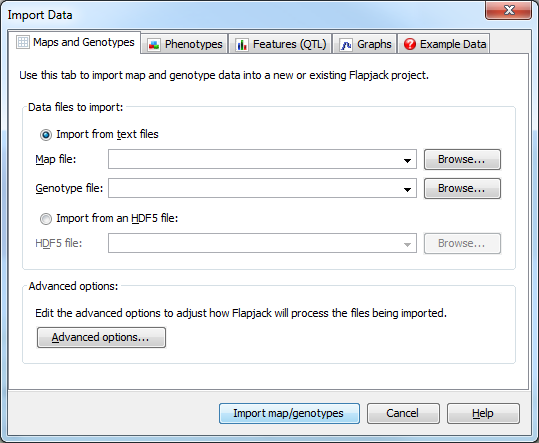 Import Data
Maps and Genotypes Phenotypes Features (QTL) Graphs Example Data
Use this tab to import map and genotype data into a new or existing Flapjack project.
Data files to import:
Import from text files
Map file: Browse...
Genotype file: Browse...
Import from an HDF5 file:
HDF5 file: Browse...
Advanced options:
Edit the advanced options to adjust how Flapjack will process the files being imported.
Advanced options...
Import map/genotypes Cancel Help